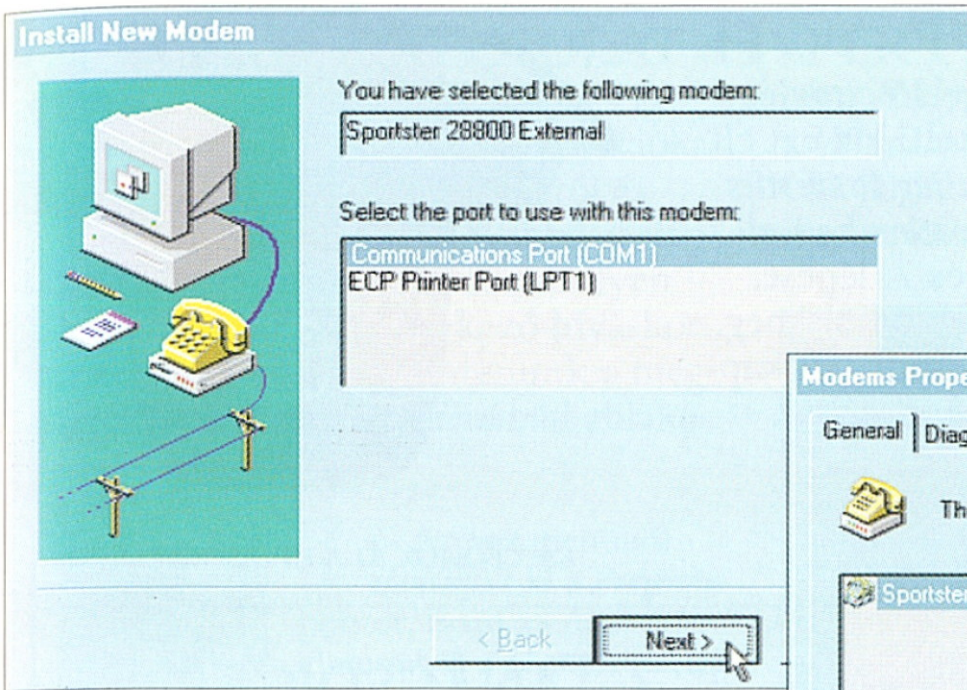 Install New Modem
You have selected the following modem:
Sportster 28800 External
Select the port to use with this modem:
Communications Port (COM1)
ECP Printer Port (LPT1)
< Back
Next >
Modems Prope
General
Diag
Th
Sportster